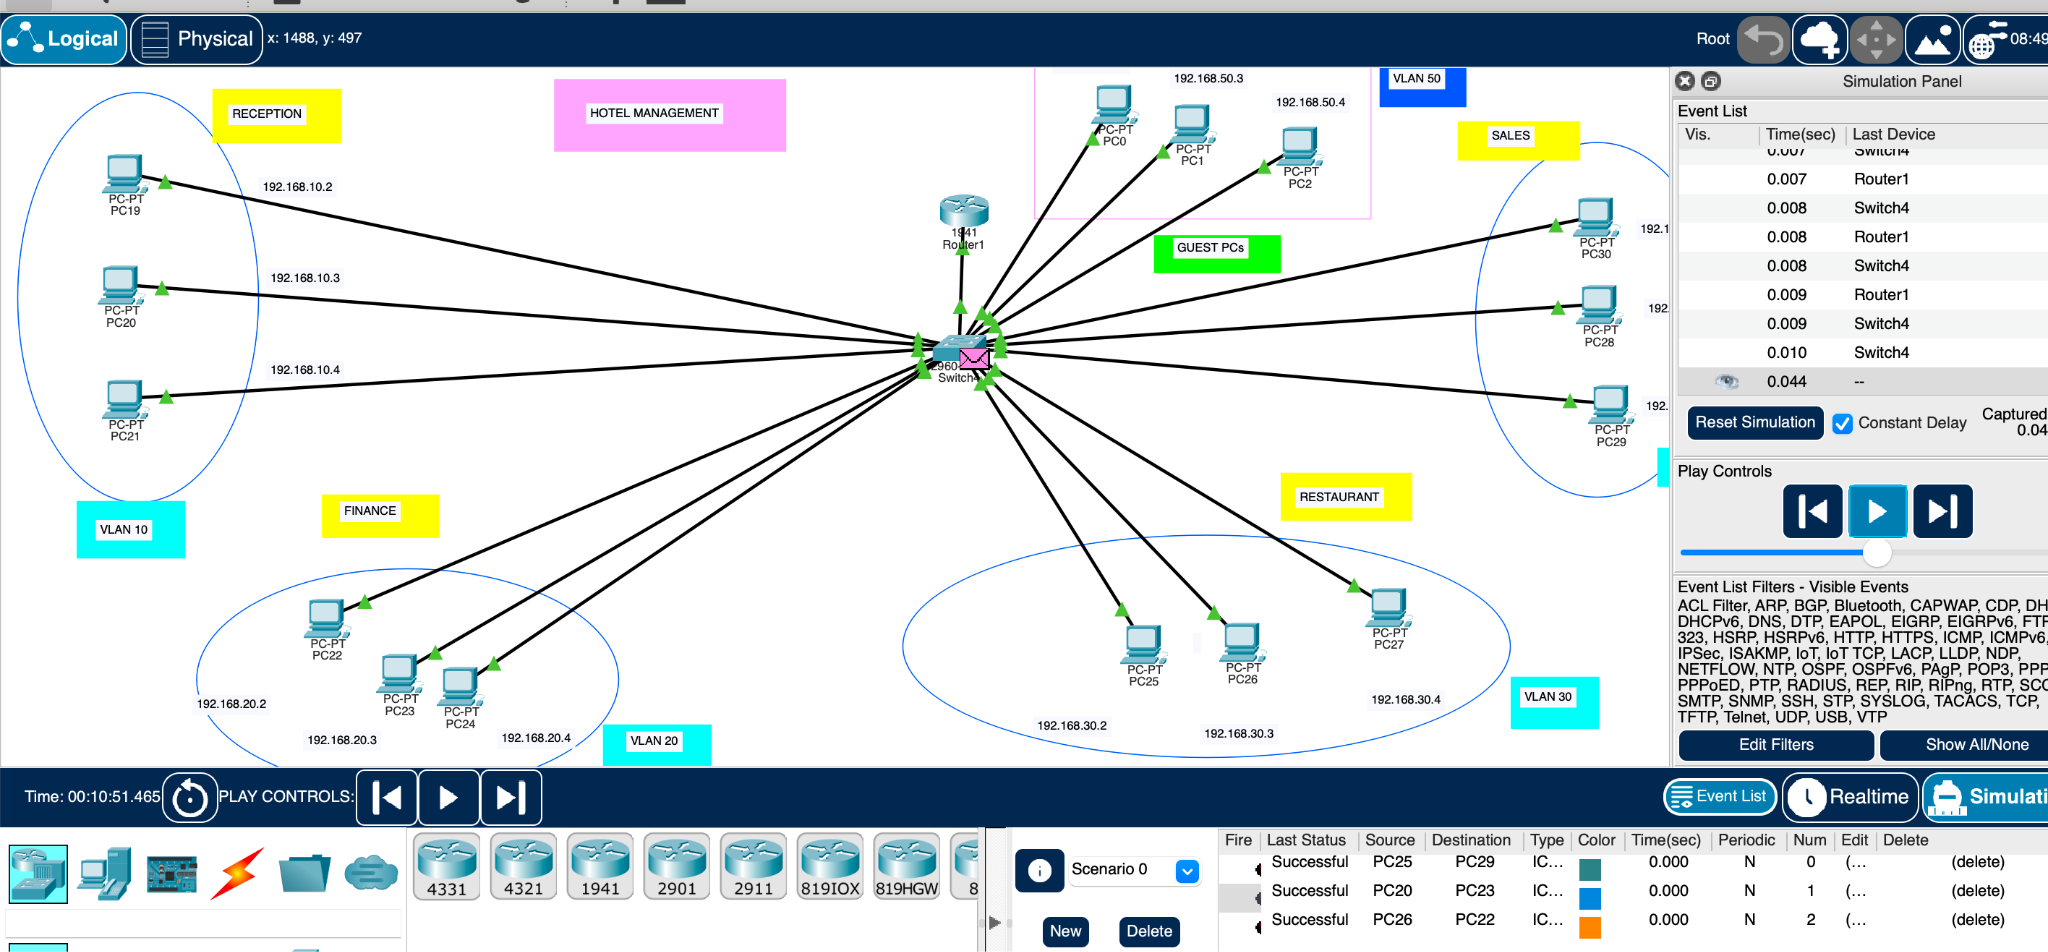 Logical
Physical
x: 1488, y: 497
Root
08:49
RECEPTION
HOTEL MANAGEMENT
192.168.50.3
192.168.50.4
VLAN 50
SALES
PC-PT
PC0
PC-PT
PC1
PC-PT
PC2
PC-PT
PC19
192.168.10.2
1941
Router1
GUEST PCs
PC-PT
PC30
192.1
PC-PT
PC20
192.168.10.3
PC-PT
PC28
192.
PC-PT
PC21
192.168.10.4
2960
Switch4
PC-PT
PC29
192.
VLAN 10
FINANCE
RESTAURANT
PC-PT
PC22
PC-PT
PC23
PC-PT
PC24
192.168.20.2
192.168.20.3
192.168.20.4
VLAN 20
PC-PT
PC25
PC-PT
PC26
PC-PT
PC27
192.168.30.2
192.168.30.3
192.168.30.4
VLAN 30
Simulation Panel
Event List
Vis. Time(sec) Last Device
0.007 Switch4
0.007 Router1
0.008 Switch4
0.008 Router1
0.008 Switch4
0.009 Router1
0.009 Switch4
0.010 Switch4
0.044 --
Reset Simulation
Constant Delay
Captured
0.04
Play Controls
Event List Filters - Visible Events
ACL Filter, ARP, BGP, Bluetooth, CAPWAP, CDP, DH
DHCPv6, DNS, DTP, EAPOL, EIGRP, EIGRPv6, FTP
323, HSRP, HSRPv6, HTTP, HTTPS, ICMP, ICMPv6,
IPSec, ISAKMP, IoT, IoT TCP, LACP, LLDP, NDP,
NETFLOW, NTP, OSPF, OSPFv6, PAgP, POP3, PPP
PPPoED, PTP, RADIUS, REP, RIP, RIPng, RTP, SCC
SMTP, SNMP, SSH, STP, SYSLOG, TACACS, TCP,
TFTP, Telnet, UDP, USB, VTP
Edit Filters
Show All/None
Time: 00:10:51.465
PLAY CONTROLS:
Event List
Realtime
Simulati
4331
4321
1941
2901
2911
819IOX
819HGW
8
Scenario 0
New
Delete
Fire Last Status Source Destination Type Color Time(sec) Periodic Num Edit Delete
Successful PC25 PC29 IC... 0.000 N 0 (... (delete)
Successful PC20 PC23 IC... 0.000 N 1 (... (delete)
Successful PC26 PC22 IC... 0.000 N 2 (... (delete)